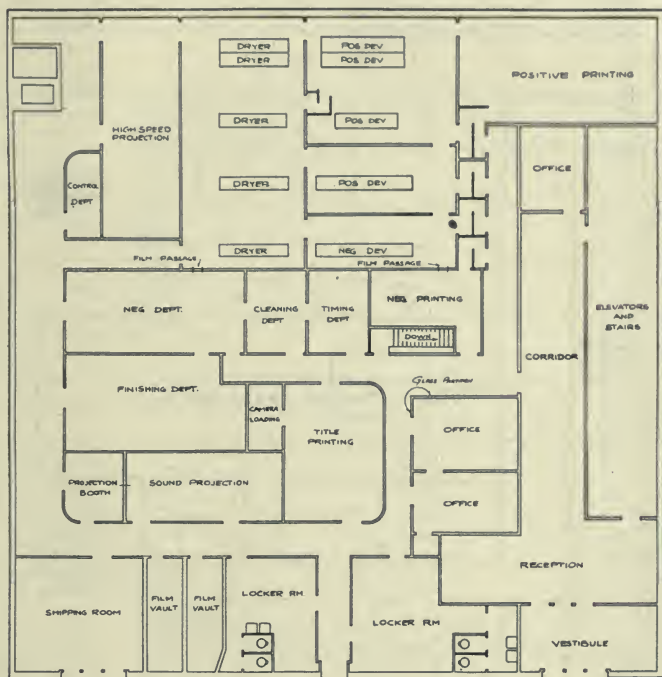 DRYER
DRYER
POS DEV
POS DEV
POSITIVE PRINTING
HIGH SPEED
PROJECTION
DRYER
POS DEV
OFFICE
CONTROL
DEPT
DRYER
POS DEV
DRYER
NEG DEV
FILM PASSAGE
FILM PASSAGE
NEG DEPT.
CLEANING
DEPT
TIMING
DEPT
NEG PRINTING
DOWN
ELEVATORS
AND
STAIRS
CORRIDOR
FINISHING DEPT.
CAMERA
LOADING
TITLE
PRINTING
GLASS PARTITION
OFFICE
PROJECTION
BOOTH
SOUND PROJECTION
OFFICE
RECEPTION
SHIPPING ROOM
FILM
VAULT
FILM
VAULT
LOCKER RM
LOCKER RM
VESTIBULE